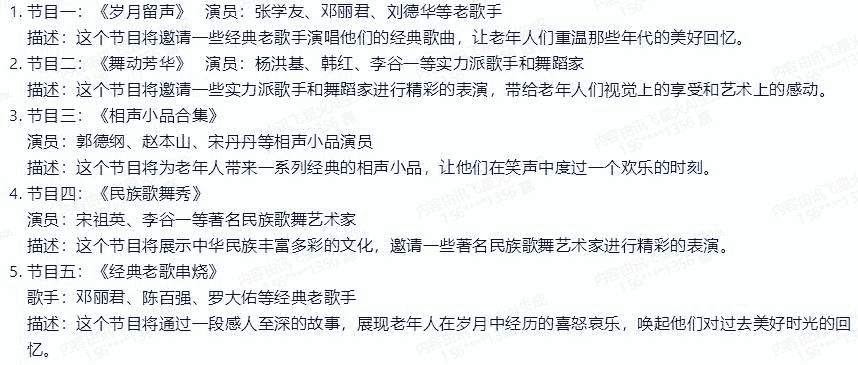 1. 节目一：《岁月留声》 演员：张学友、邓丽君、刘德华等老歌手
描述：这个节目将邀请一些经典老歌手演唱他们的经典歌曲，让老年人们重温那些年代的美好回忆。
2. 节目二：《舞动芳华》 演员：杨洪基、韩红、李谷一等实力派歌手和舞蹈家
描述：这个节目将邀请一些实力派歌手和舞蹈家进行精彩的表演，带给老年人们视觉上的享受和艺术上的感动。
3. 节目三：《相声小品合集》
演员：郭德纲、赵本山、宋丹丹等相声小品演员
描述：这个节目将为老年人带来一系列经典的相声小品，让他们在笑声中度过一个欢乐的时刻。
4. 节目四：《民族歌舞秀》
演员：宋祖英、李谷一等著名民族歌舞艺术家
描述：这个节目将展示中华民族丰富多彩的文化，邀请一些著名民族歌舞艺术家进行精彩的表演。
5. 节目五：《经典老歌串烧》
歌手：邓丽君、陈百强、罗大佑等经典老歌手
描述：这个节目将通过一段感人至深的故事，展现老年人在岁月中经历的喜怒哀乐，唤起他们对过去美好时光的回
忆。